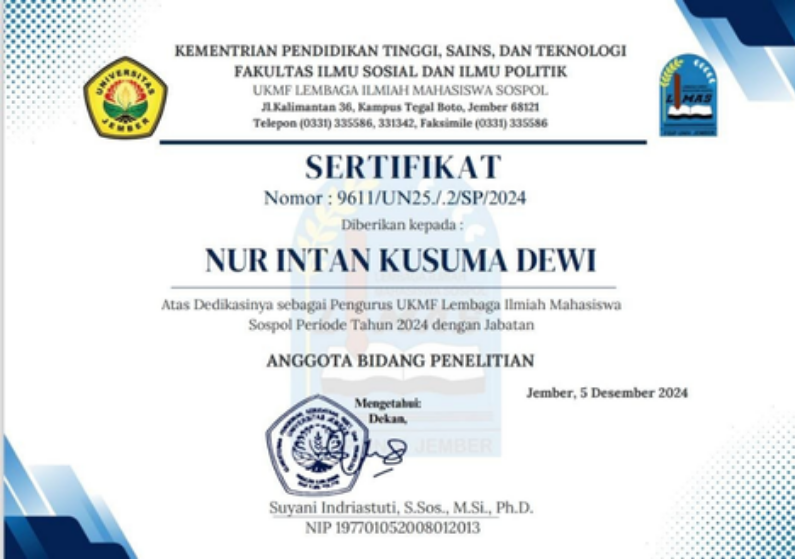 KEMENTRIAN PENDIDIKAN TINGGI, SAINS, DAN TEKNOLOGI
FAKULTAS ILMU SOSIAL DAN ILMU POLITIK
UKMF LEMBAGA ILMIAH MAHASISWA SOSPOL
Jl.Kalimantan 36, Kampus Tegal Boto, Jember 68121
Telepon (0331) 335586, 331342, Faksimile (0331) 335586
UNIVERSITAS
JEMBER
LIMAS
SERTIFIKAT
Nomor : 9611/UN25./.2/SP/2024
Diberikan kepada :
NUR INTAN KUSUMA DEWI
Atas Dedikasinya sebagai Pengurus UKMF Lembaga Ilmiah Mahasiswa
Sospol Periode Tahun 2024 dengan Jabatan
ANGGOTA BIDANG PENELITIAN
Jember, 5 Desember 2024
Mengetahui:
Dekan,
UNIVERSITAS JEMBER
JEMBER
Suyani Indriastuti, S.Sos., M.Si., Ph.D.
NIP 197701052008012013